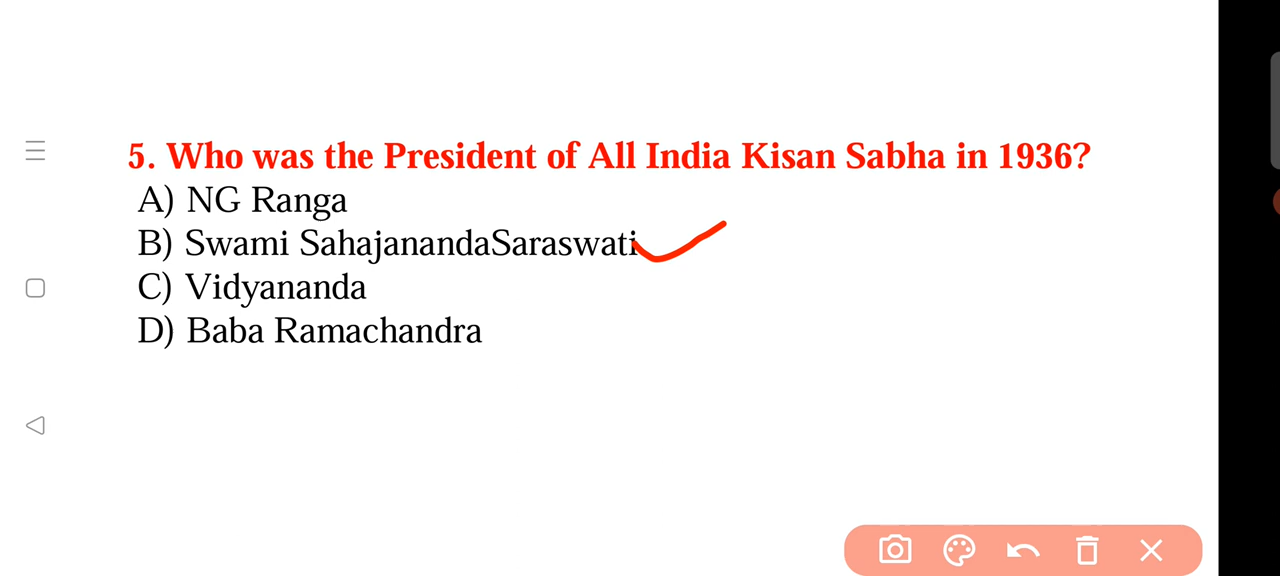 5. Who was the President of All India Kisan Sabha in 1936?
A) NG Ranga
B) Swami SahajanandaSaraswati
C) Vidyananda
D) Baba Ramachandra